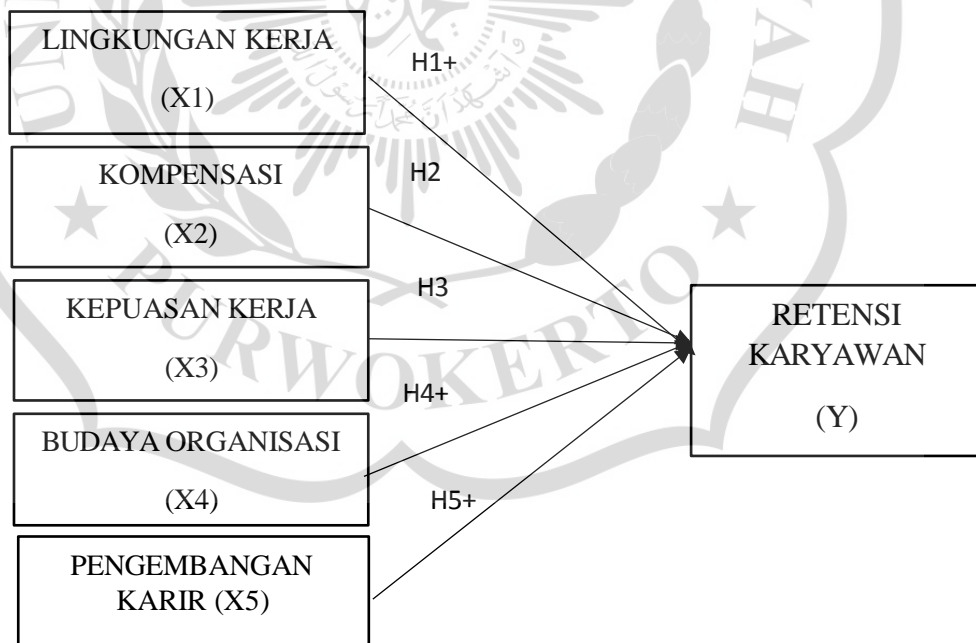 LINGKUNGAN KERJA
(X1)
H1+
KOMPENSASI
(X2)
H2
KEPUASAN KERJA
(X3)
H3
BUDAYA ORGANISASI
(X4)
H4+
PENGEMBANGAN
KARIR (X5)
H5+
RETENSI
KARYAWAN
(Y)
PURWOKERTO